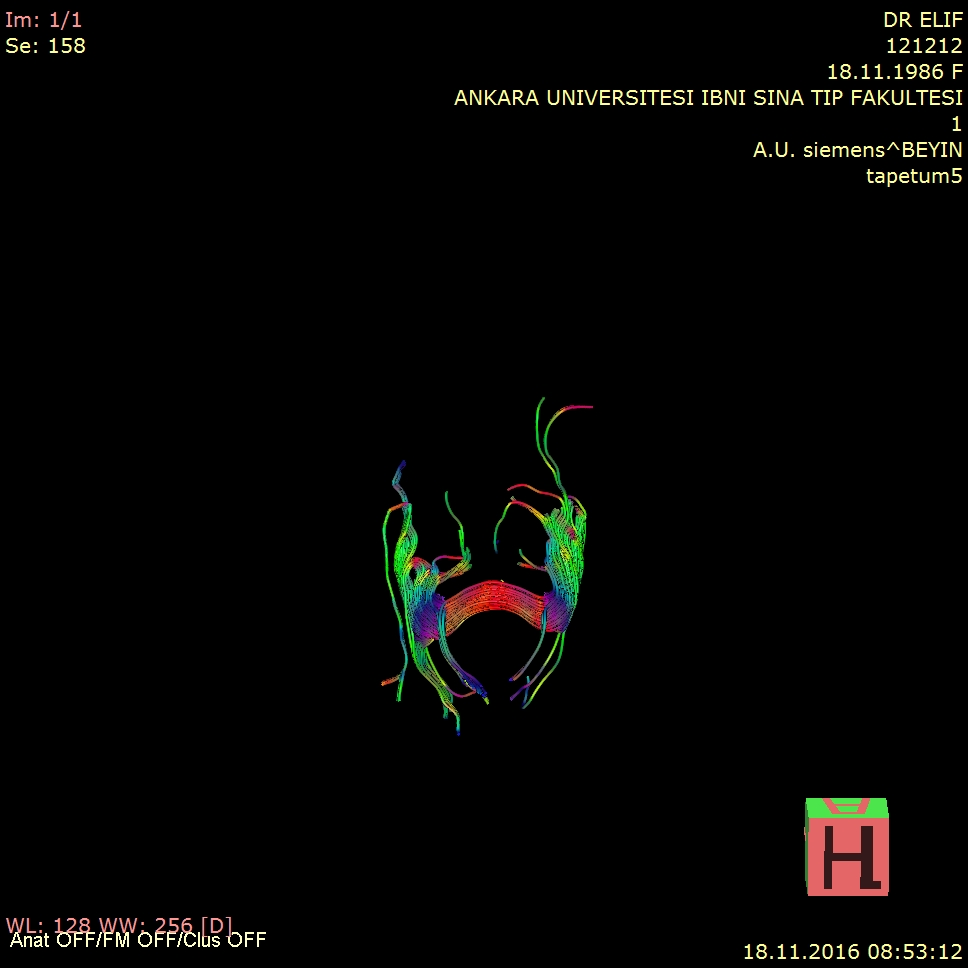 Im: 1/1
Se: 158
DR ELIF
121212
18.11.1986 F
ANKARA UNIVERSITESI IBNI SINA TIP FAKULTESI
1
A.U. siemens^BEYIN
tapetum5
H
WL: 128 WW: 256 [D]
Anat OFF/FM OFF/Clus OFF
18.11.2016 08:53:12